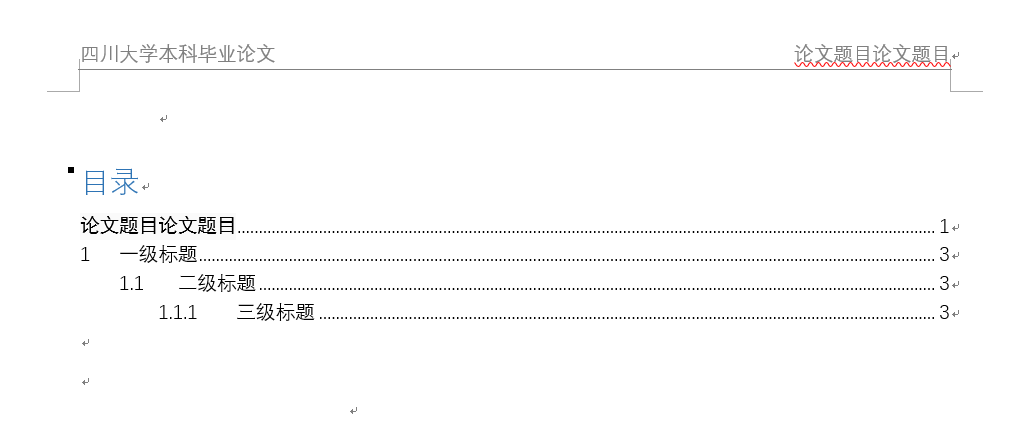 四川大学本科毕业论文 论文题目论文题目
目录
论文题目论文题目........................................................ 1
1 一级标题........................................................ 3
1.1 二级标题........................................................ 3
1.1.1 三级标题........................................................ 3